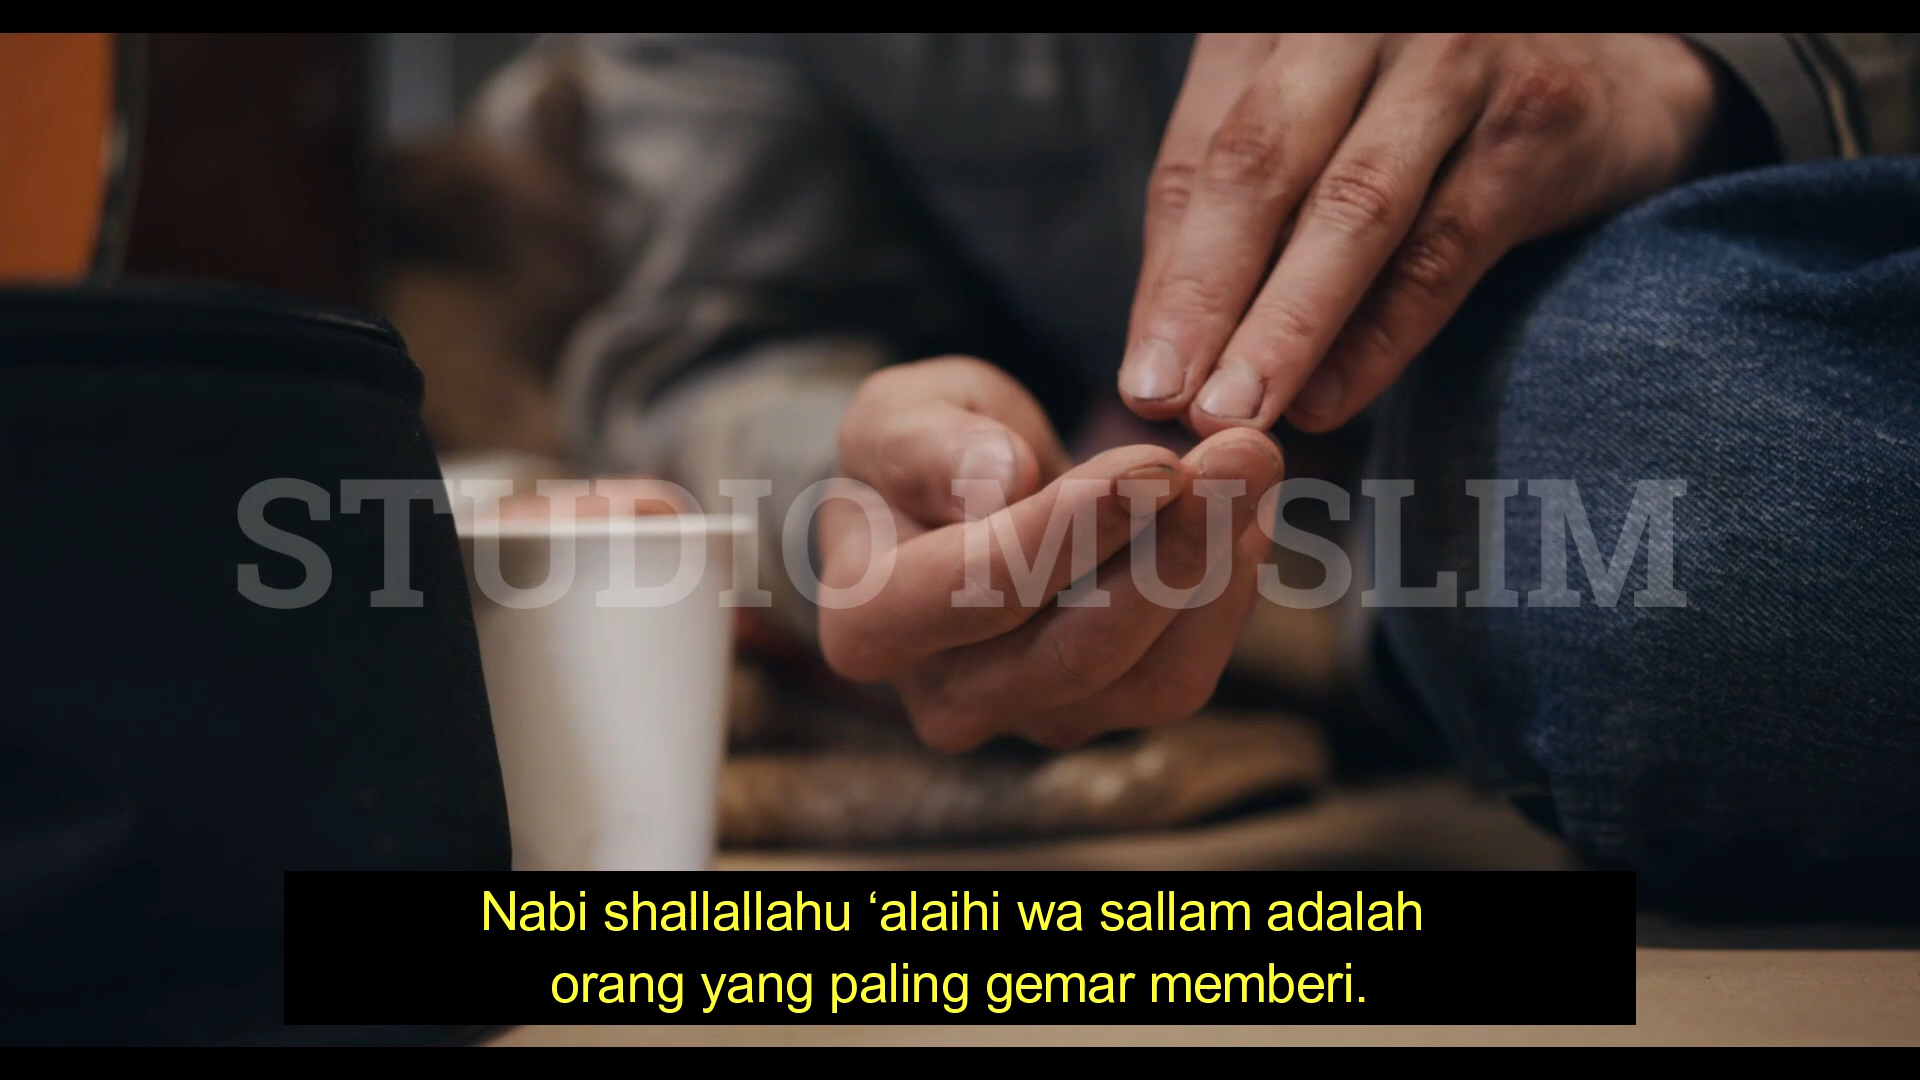 STUDIO MUSLIM
Nabi shallallahu ‘alaihi wa sallam adalah
orang yang paling gemar memberi.